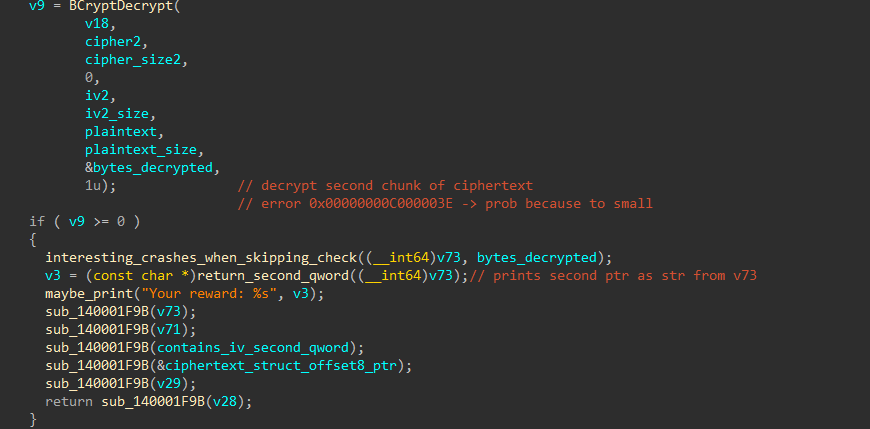 v9 = BCryptDecrypt(
v18,
cipher2,
cipher_size2,
0,
iv2,
iv2_size,
plaintext,
plaintext_size,
&bytes_decrypted,
1u); // decrypt second chunk of ciphertext
// error 0x00000000C000003E -> prob because to small
if ( v9 >= 0 )
{
interesting_crashes_when_skipping_check((__int64)v73, bytes_decrypted);
v3 = (const char *)return_second_qword((__int64)v73);// prints second ptr as str from v73
maybe_print("Your reward: %s", v3);
sub_140001F9B(v73);
sub_140001F9B(v71);
sub_140001F9B(contains_iv_second_qword);
sub_140001F9B(&ciphertext_struct_offset8_ptr);
sub_140001F9B(v29);
return sub_140001F9B(v28);
}